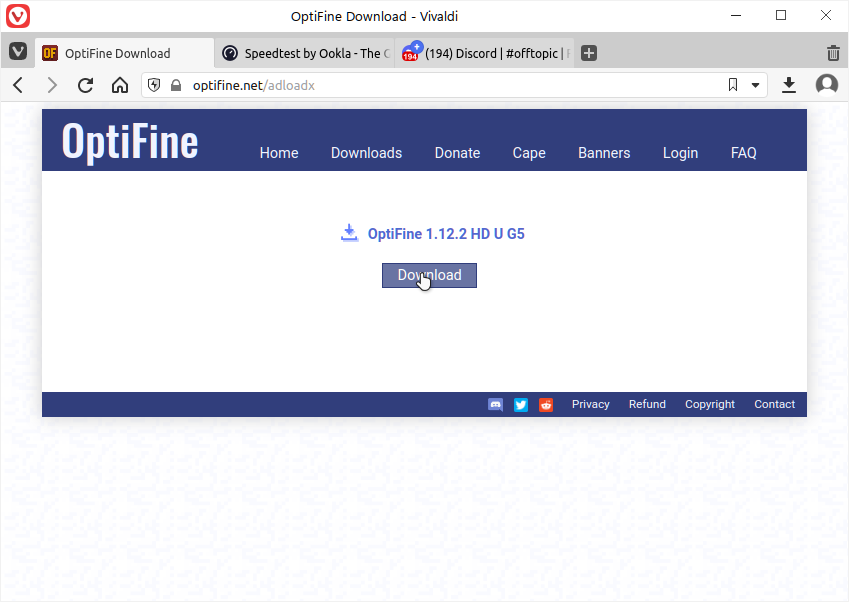 OptiFine Download - Vivaldi
OF OptiFine Download
Speedtest by Ookla - The
194 (194) Discord | #offtopic |
optifine.net/adloadx
OptiFine
Home Downloads Donate Cape Banners Login FAQ
OptiFine 1.12.2 HD U G5
Download
Privacy Refund Copyright Contact